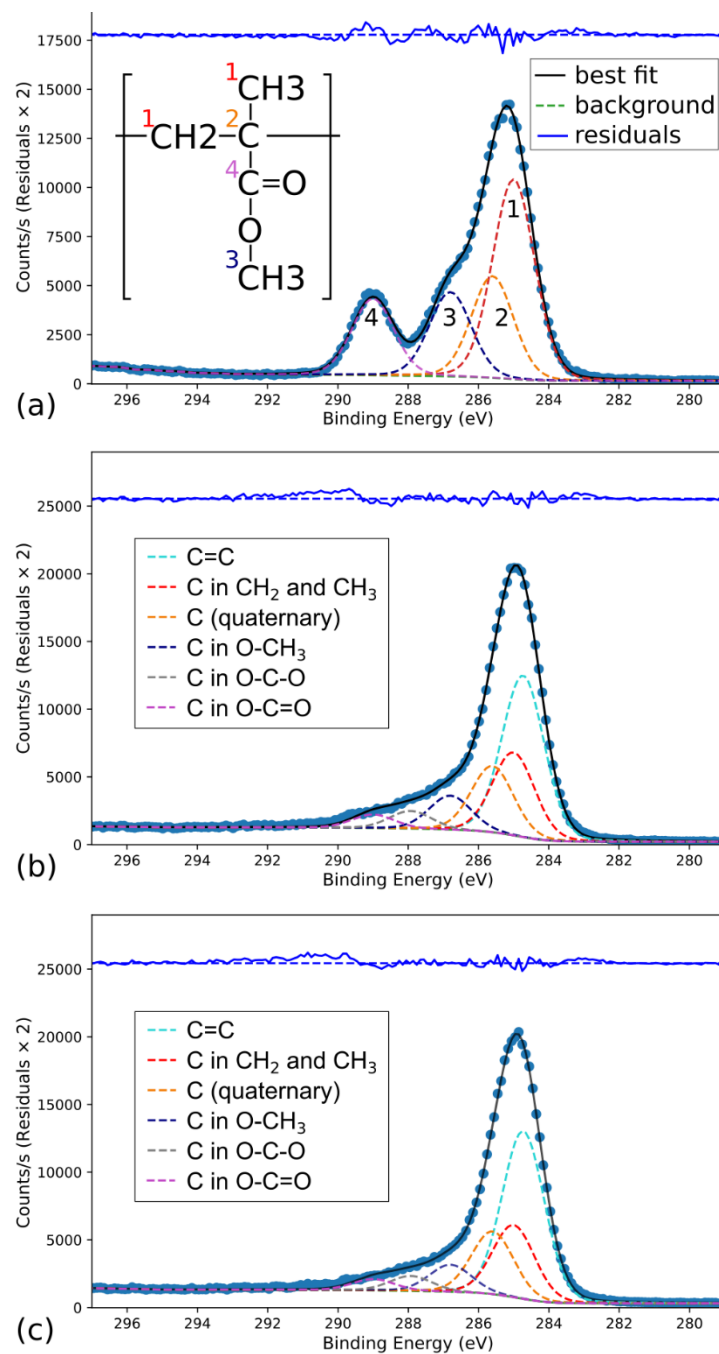 17500
15000
12500
10000
7500
5000
2500
0
Counts/s (Residuals × 2)
best fit
background
residuals
1
CH3
1
CH2
2
C
4
C=O
O
3
CH3
1
2
3
4
296 294 292 290 288 286 284 282 280
Binding Energy (eV)
(a)
25000
20000
15000
10000
5000
0
Counts/s (Residuals × 2)
C=C
C in CH₂ and CH₃
C (quaternary)
C in O-CH₃
C in O-C-O
C in O-C=O
296 294 292 290 288 286 284 282 280
Binding Energy (eV)
(b)
25000
20000
15000
10000
5000
0
Counts/s (Residuals × 2)
C=C
C in CH₂ and CH₃
C (quaternary)
C in O-CH₃
C in O-C-O
C in O-C=O
296 294 292 290 288 286 284 282 280
Binding Energy (eV)
(c)